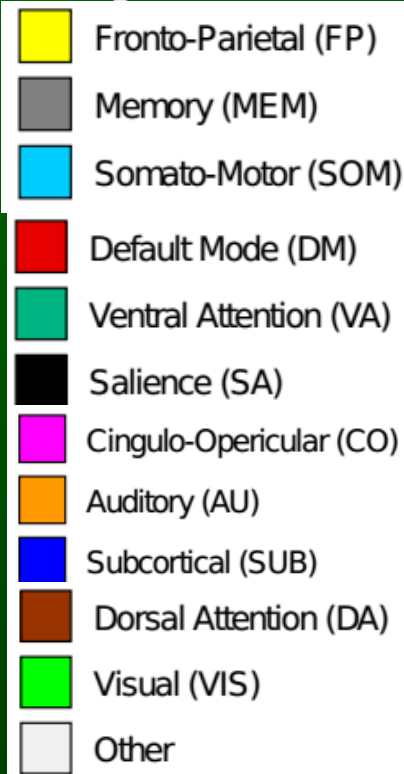 Fronto-Parietal (FP)
Memory (MEM)
Somato-Motor (SOM)
Default Mode (DM)
Ventral Attention (VA)
Salience (SA)
Cingulo-Opericular (CO)
Auditory (AU)
Subcortical (SUB)
Dorsal Attention (DA)
Visual (VIS)
Other